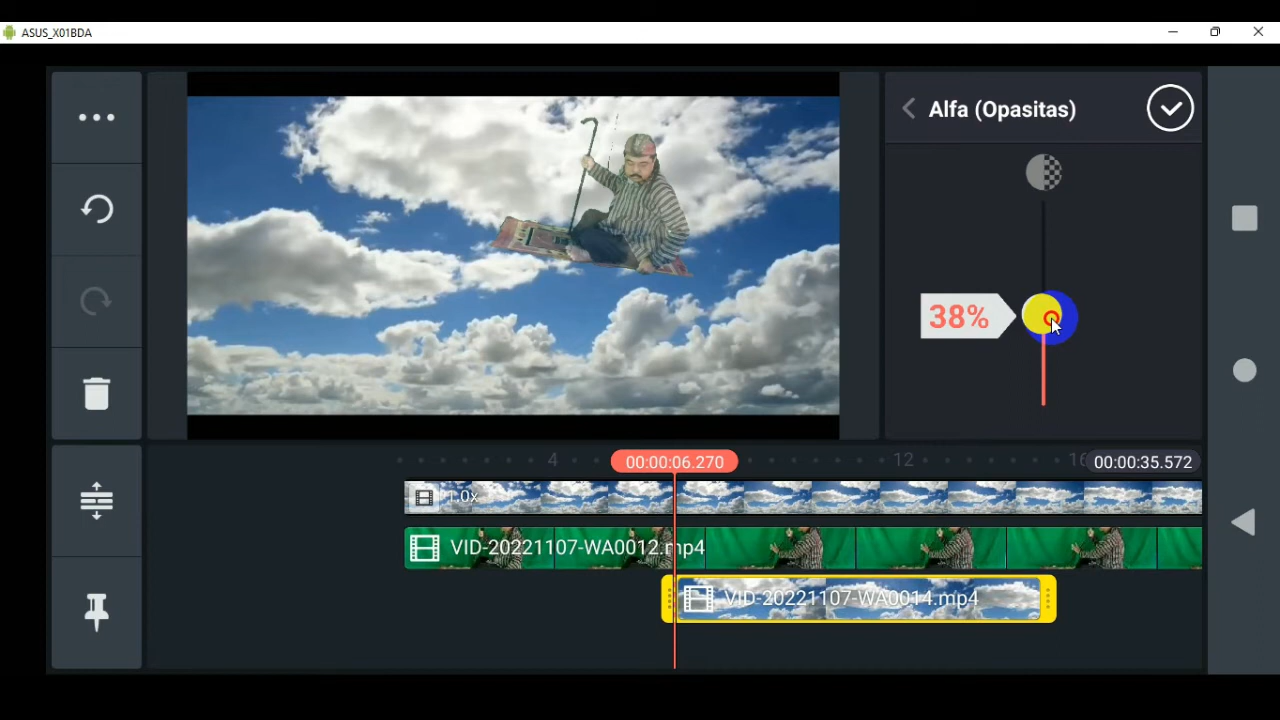 ASUS_X01BDA
Alfa (Opasitas)
38%
4
00:00:06.270
12
16
00:00:35.572
1.0x
VID-20221107-WA0012.mp4
VID-20221107-WA0014.mp4